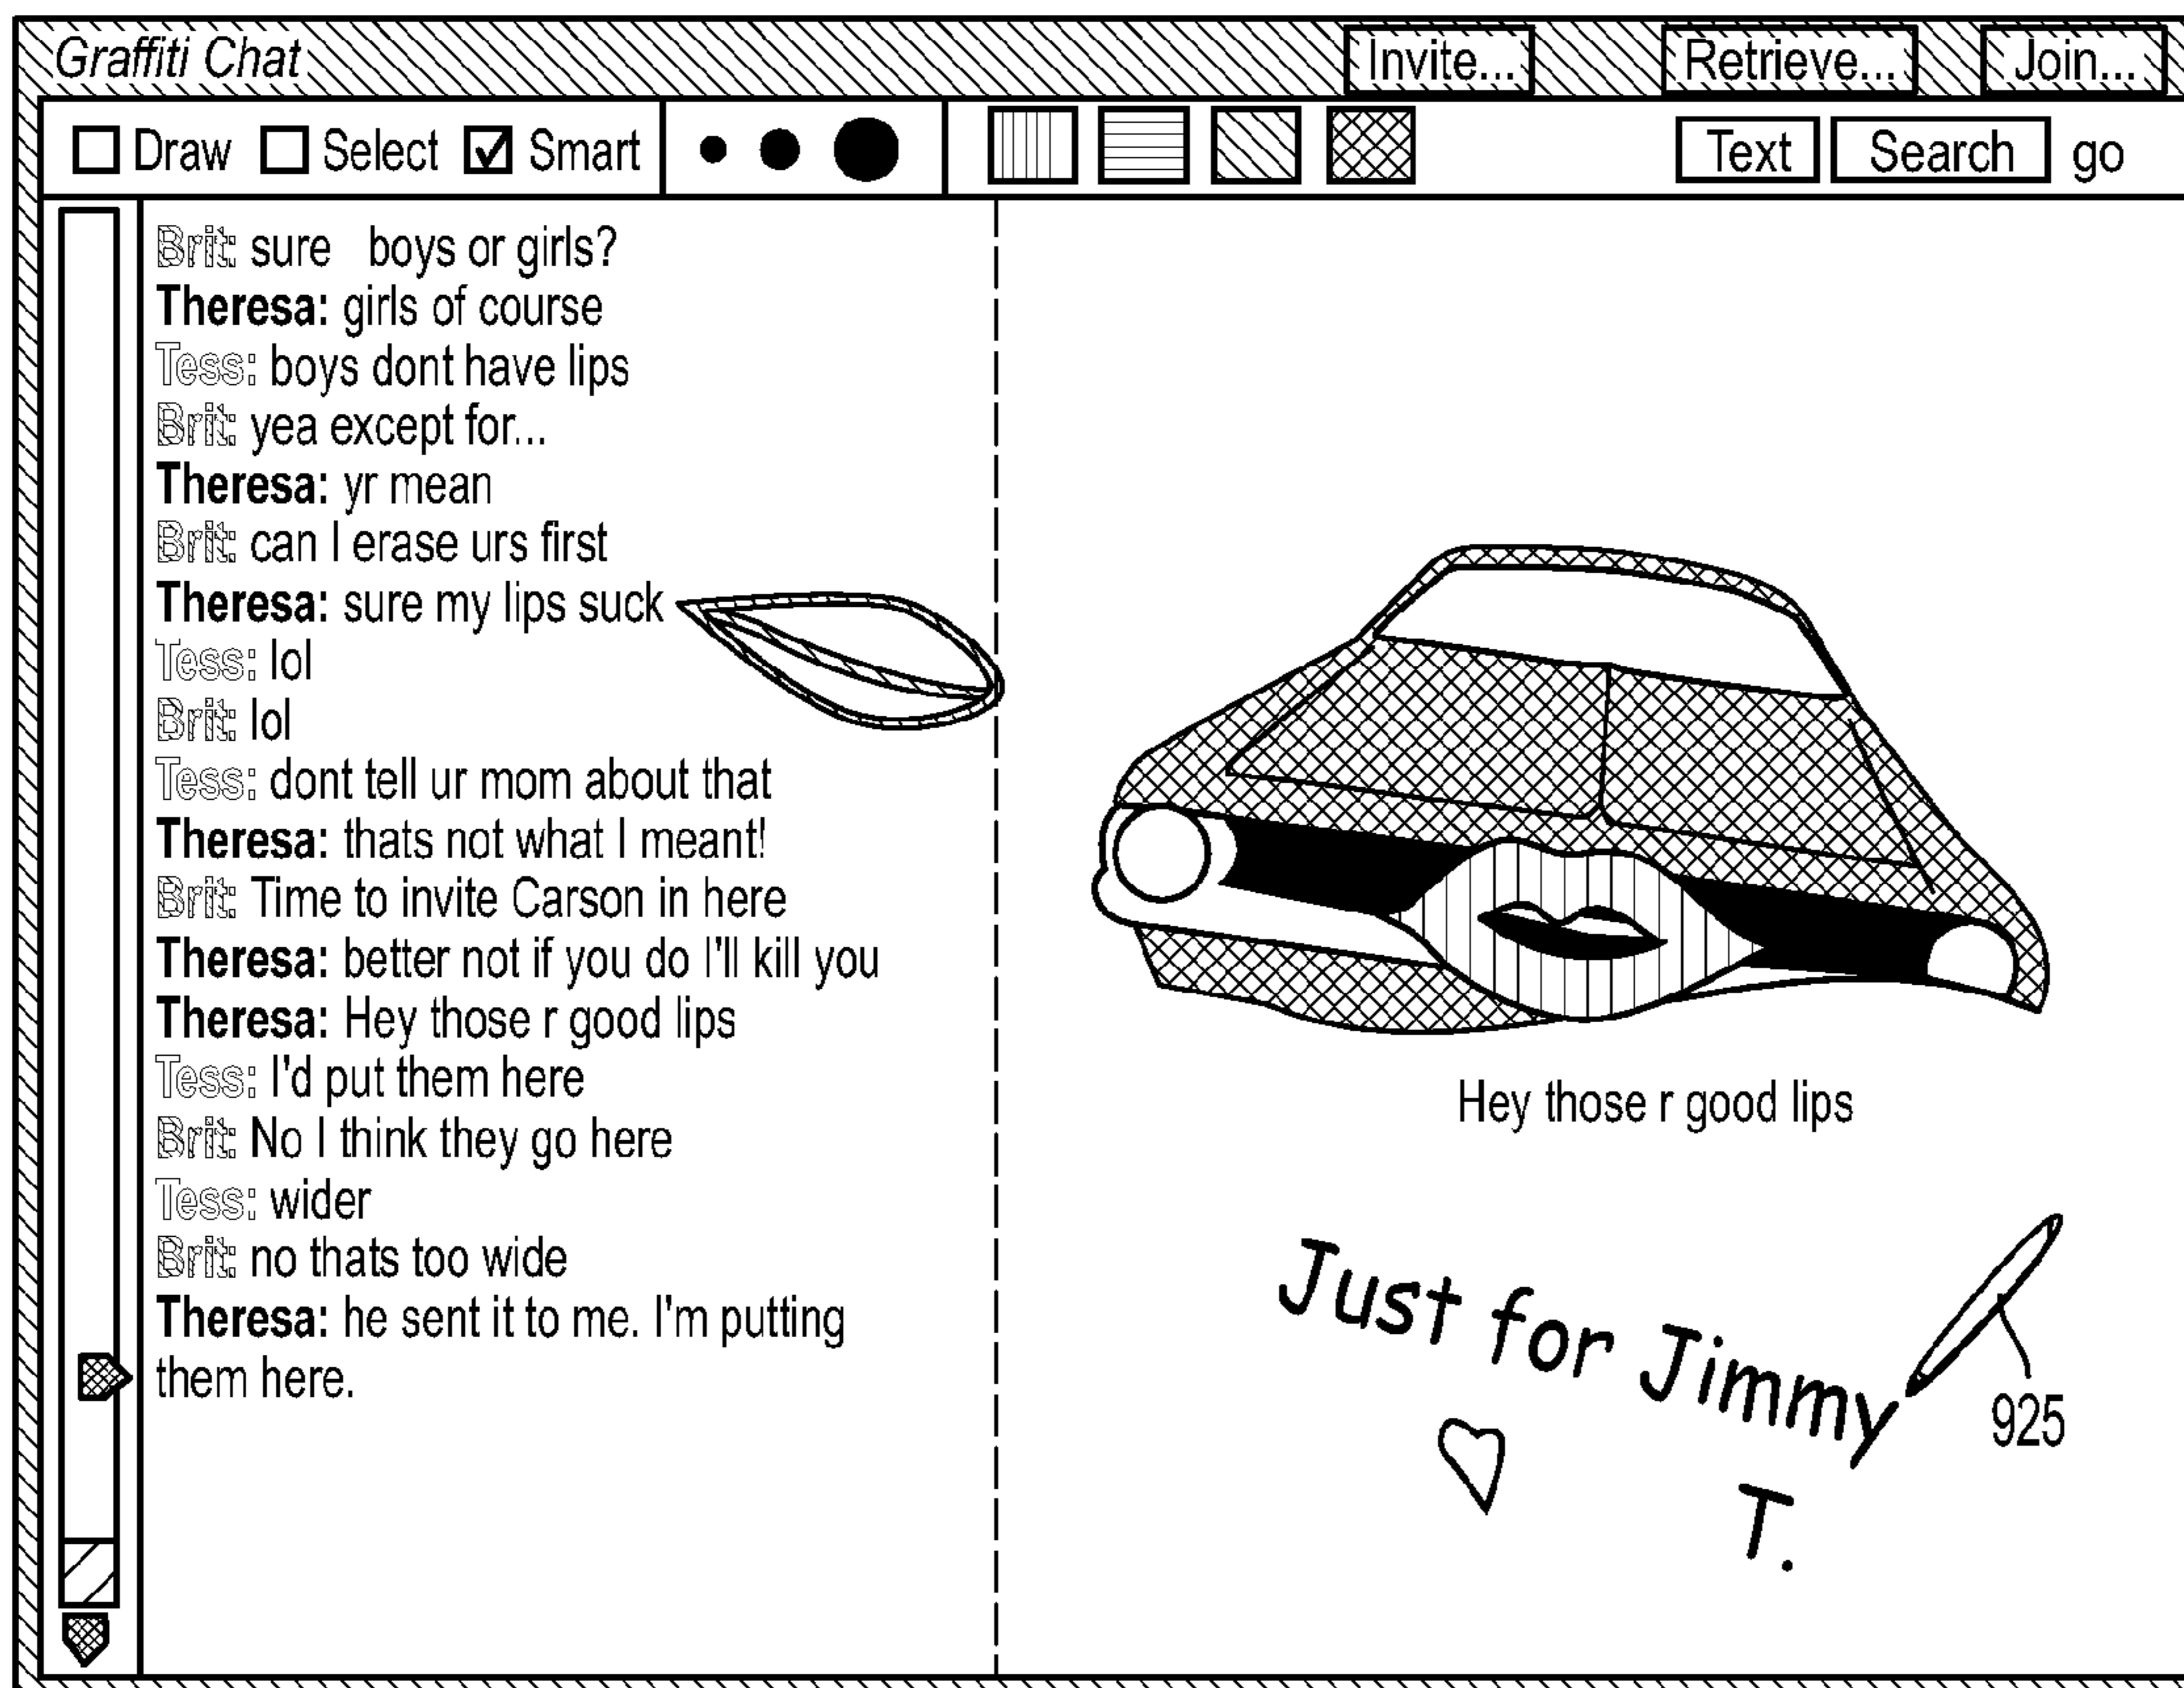 Graffiti Chat Invite... Retrieve... Join...
Draw Select Smart Text Search go
Brit: sure boys or girls?
Theresa: girls of course
Tess: boys dont have lips
Brit: yea except for...
Theresa: yr mean
Brit: can I erase urs first
Theresa: sure my lips suck
Tess: lol
Brit: lol
Tess: dont tell ur mom about that
Theresa: thats not what I meant!
Brit: Time to invite Carson in here
Theresa: better not if you do I'll kill you
Theresa: Hey those r good lips
Tess: I'd put them here
Brit: No I think they go here
Tess: wider
Brit: no thats too wide
Theresa: he sent it to me. I'm putting
them here.
Hey those r good lips
Just for Jimmy
T.
925